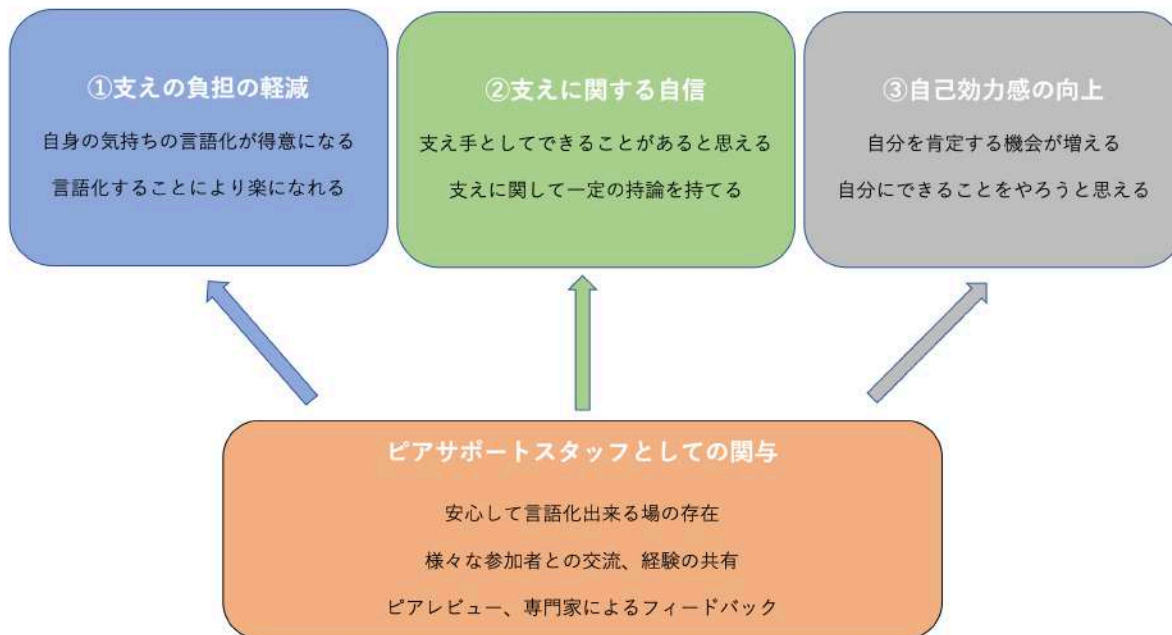 ①支えの負担の軽減
自身の気持ちの言語化が得意になる
言語化することにより楽になれる
②支えに関する自信
支え手としてできることがあると思える
支えに関して一定の持論を持てる
③自己効力感の向上
自分を肯定する機会が増える
自分にできることをやろうと思える
ピアサポートスタッフとしての関与
安心して言語化出来る場の存在
様々な参加者との交流、経験の共有
ピアレビュー、専門家によるフィードバック